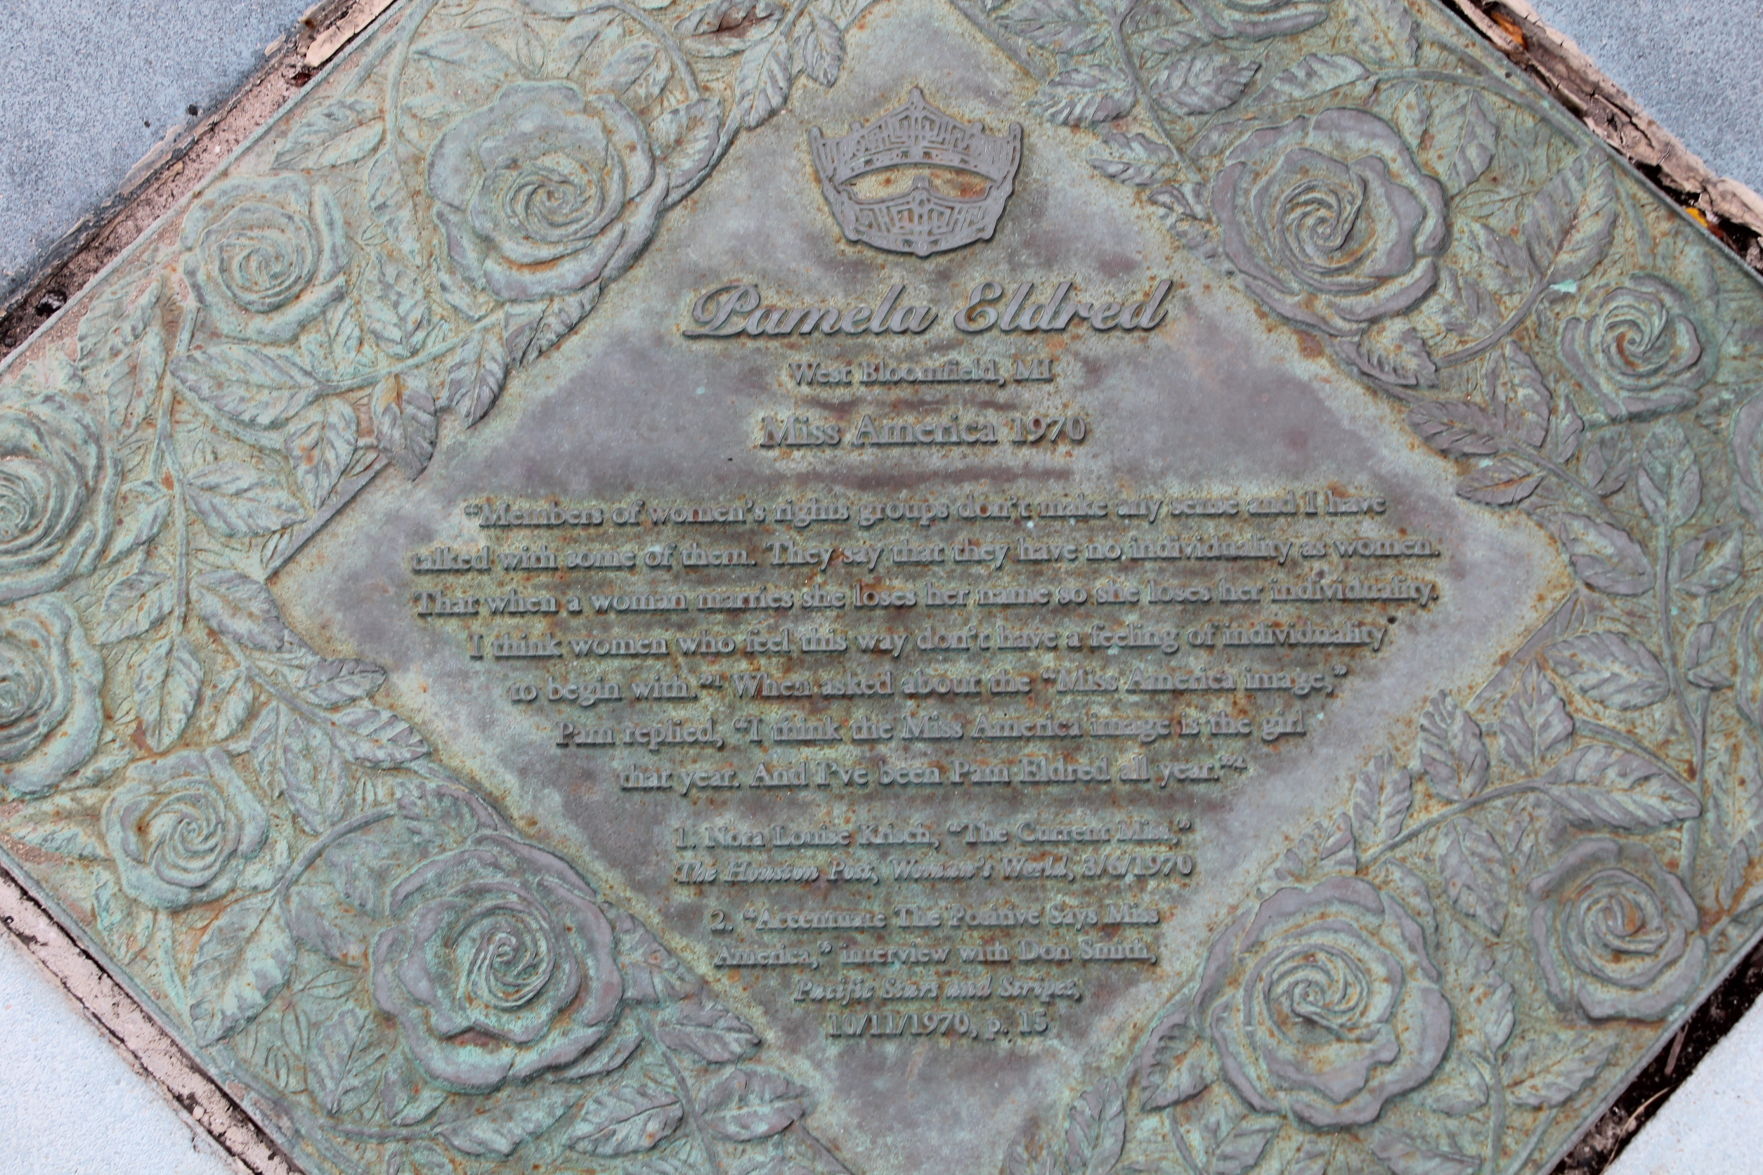 Pamela Eldred
West Bloomfield, MI
Miss America 1970
“Members of women’s rights groups don’t make any sense and I have
talked with some of them. They say that they have no individuality as women.
That when a woman marries she loses her name so she loses her individuality.
I think women who feel this way don’t have a feeling of individuality
to begin with.”¹ When asked about the “Miss America image,”
Pam replied, “I think the Miss America image is the girl
that year. And I’ve been Pam Eldred all year.”²
1. Nora Louise Krisch, “The Current Miss,”
The Houston Post, Woman’s World, 3/6/1970
2. “Accentuate The Positive Says Miss
America,” interview with Don Smith,
Pacific Stars and Stripes,
10/11/1970, p. 15